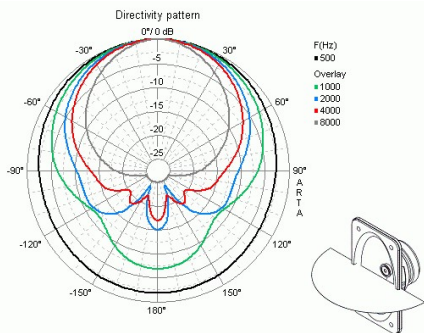 Directivity pattern
0°/ 0 dB
-30°
30°
-5
-10
-15
-20
-25
-60°
60°
-90°
90°
A
R
T
A
-120°
120°
-150°
150°
180°
F(Hz)
500
Overlay
1000
2000
4000
8000